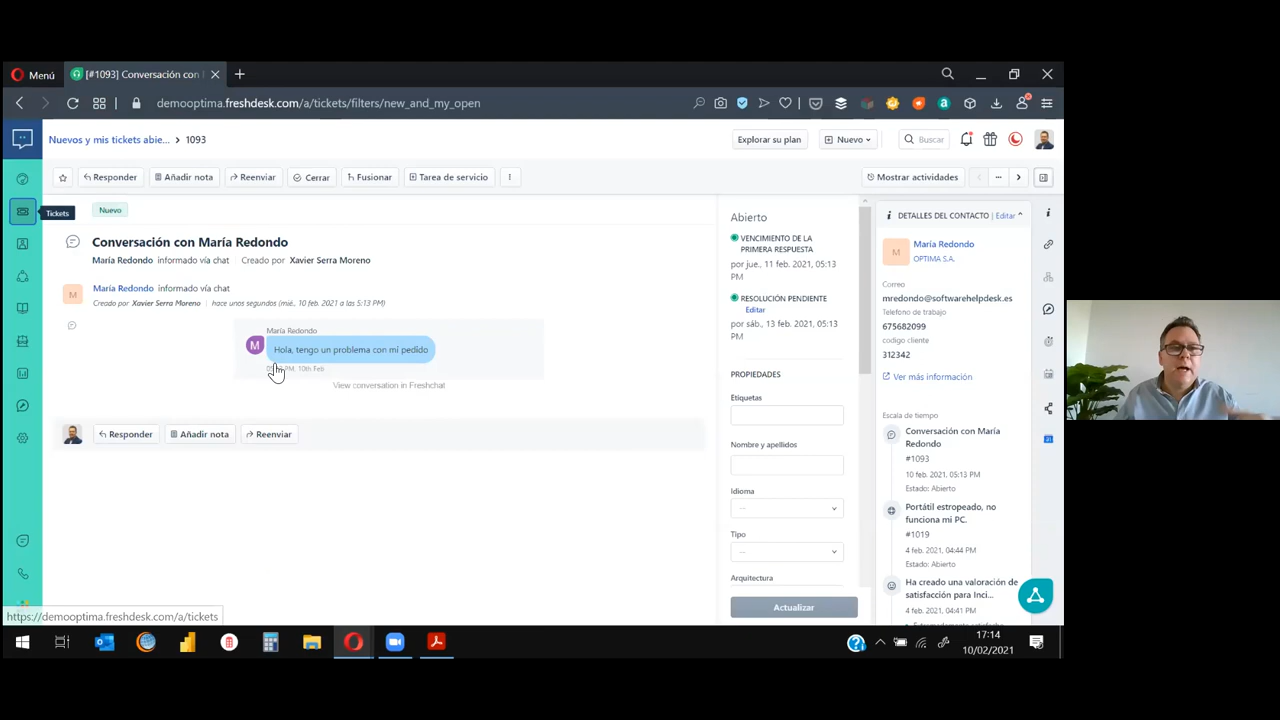 Menú
[#1093] Conversación con
demooptima.freshdesk.com/a/tickets/filters/new_and_my_open
Nuevos y mis tickets abie... > 1093
Explorar su plan
Nuevo
Buscar
Responder
Añadir nota
Reenviar
Cerrar
Fusionar
Tarea de servicio
Mostrar actividades
Tickets
Nuevo
Conversación con María Redondo
María Redondo informado vía chat
Creado por Xavier Serra Moreno
M
María Redondo informado vía chat
Creado por Xavier Serra Moreno | hace unos segundos (mié., 10 feb. 2021 a las 5:13 PM)
María Redondo
M
Hola, tengo un problema con mi pedido
PM, 10th Feb
View conversation in Freshchat
Responder
Añadir nota
Reenviar
Abierto
VENCIMIENTO DE LA
PRIMERA RESPUESTA
por jue., 11 feb. 2021, 05:13
PM
RESOLUCIÓN PENDIENTE
Editar
por sáb., 13 feb. 2021, 05:13
PM
PROPIEDADES
Etiquetas
Nombre y apellidos
Idioma
--
Tipo
--
Arquitectura
Actualizar
DETALLES DEL CONTACTO | Editar
M
María Redondo
OPTIMA S.A.
Correo
mredondo@softwarehelpdesk.es
Telefono de trabajo
675682099
codigo cliente
312342
Ver más información
Escala de tiempo
Conversación con María
Redondo
#1093
10 feb. 2021, 05:13 PM
Estado: Abierto
Portátil estropeado, no
funciona mi PC.
#1019
4 feb. 2021, 04:44 PM
Estado: Abierto
Ha creado una valoración de
satisfacción para Inci...
4 feb. 2021, 04:41 PM
https://demooptima.freshdesk.com/a/tickets
17:14
10/02/2021